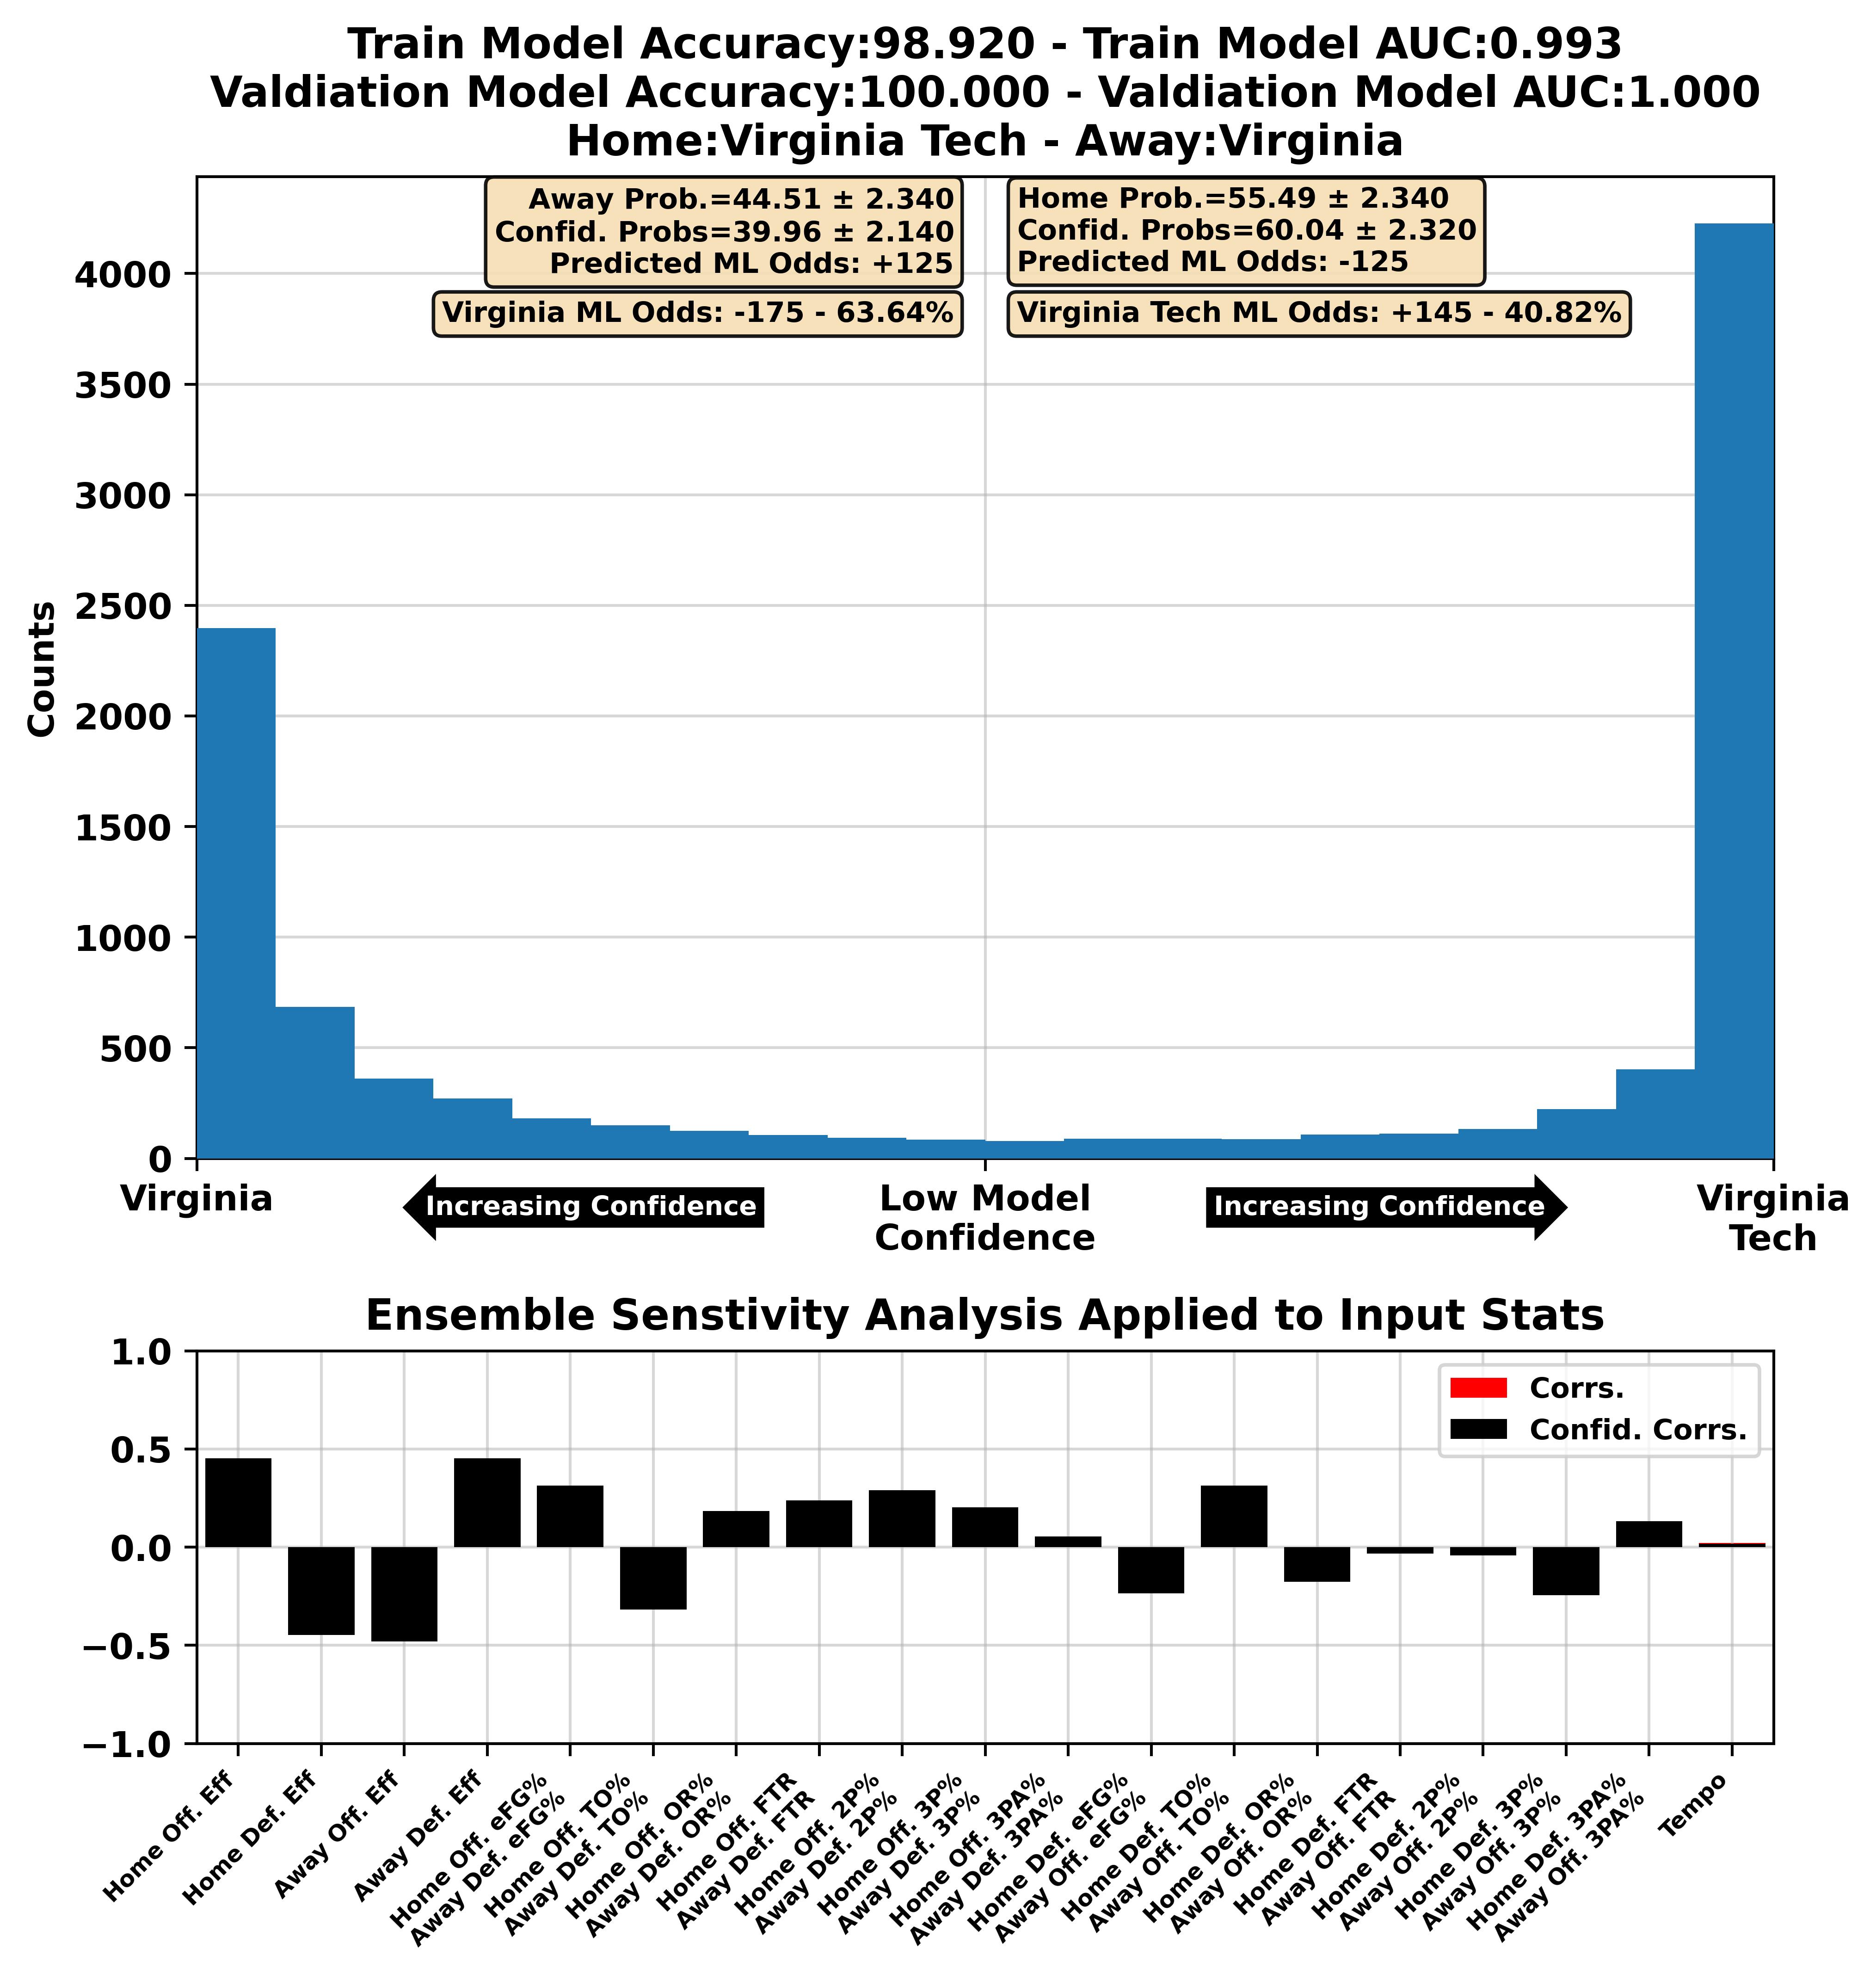 Train Model Accuracy:98.920 - Train Model AUC:0.993
Valdiation Model Accuracy:100.000 - Valdiation Model AUC:1.000
Home:Virginia Tech - Away:Virginia
Away Prob.=44.51 ± 2.340
Confid. Probs=39.96 ± 2.140
Predicted ML Odds: +125
Virginia ML Odds: -175 - 63.64%
Home Prob.=55.49 ± 2.340
Confid. Probs=60.04 ± 2.320
Predicted ML Odds: -125
Virginia Tech ML Odds: +145 - 40.82%
Counts
4000
3500
3000
2500
2000
1500
1000
500
0
Virginia
Increasing Confidence
Low Model
Confidence
Increasing Confidence
Virginia
Tech
Ensemble Senstivity Analysis Applied to Input Stats
1.0
0.5
0.0
−0.5
−1.0
Corrs.
Confid. Corrs.
Home Off. Eff
Home Def. Eff
Away Off. Eff
Away Def. Eff
Home Off. eFG%
Away Def. eFG%
Home Off. TO%
Away Def. TO%
Home Off. OR%
Away Def. OR%
Home Off. FTR
Away Def. FTR
Home Off. 2P%
Away Def. 2P%
Home Off. 3P%
Away Def. 3P%
Home Off. 3PA%
Away Def. 3PA%
Home Def. eFG%
Away Off. eFG%
Home Def. TO%
Away Off. TO%
Home Def. OR%
Away Off. OR%
Home Def. FTR
Away Off. FTR
Home Def. 2P%
Away Off. 2P%
Home Def. 3P%
Away Off. 3P%
Home Def. 3PA%
Away Off. 3PA%
Tempo